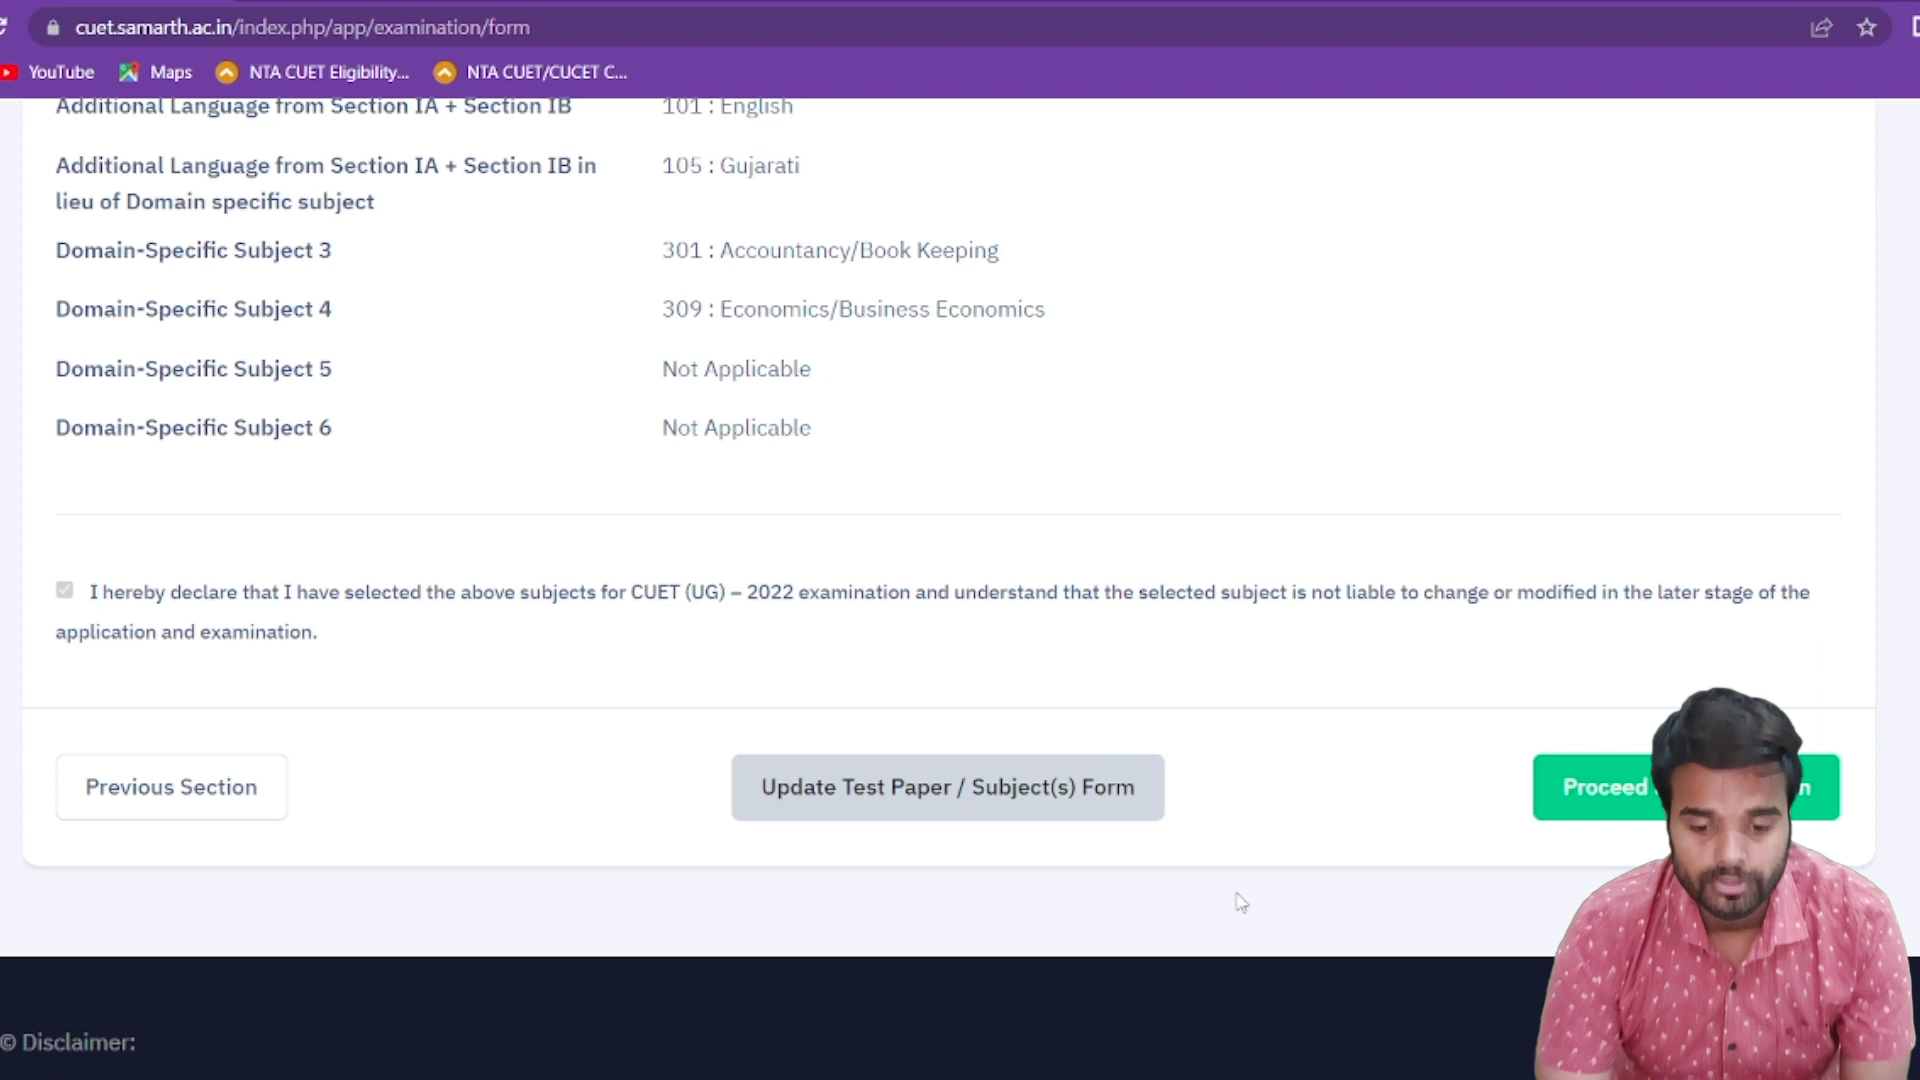 cuet.samarth.ac.in/index.php/app/examination/form
YouTube Maps NTA CUET Eligibility... NTA CUET/CUCET C...
Additional Language from Section IA + Section IB 101 : English
Additional Language from Section IA + Section IB in 105 : Gujarati
lieu of Domain specific subject
Domain-Specific Subject 3 301 : Accountancy/Book Keeping
Domain-Specific Subject 4 309 : Economics/Business Economics
Domain-Specific Subject 5 Not Applicable
Domain-Specific Subject 6 Not Applicable
I hereby declare that I have selected the above subjects for CUET (UG) – 2022 examination and understand that the selected subject is not liable to change or modified in the later stage of the
application and examination.
Previous Section Update Test Paper / Subject(s) Form Proceed
© Disclaimer: